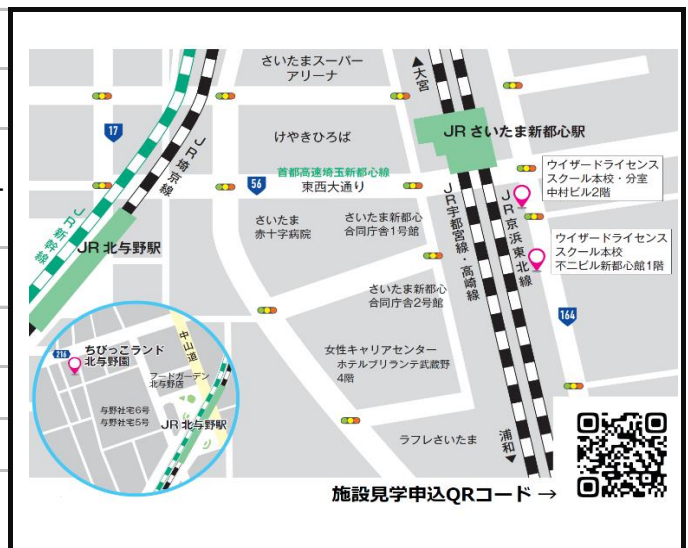 さいたまスーパー
アリーナ
▲大宮
17
JR埼京線
けやきひろば
JR さいたま新都心駅
首都高速埼玉新都心線
56
東西大通り
ウイザードライセンス
スクール本校・分室
中村ビル2階
JR新幹線
JR 北与野駅
さいたま
赤十字病院
さいたま新都心
合同庁舎1号館
JR宇都宮線・高崎線
JR京浜東北線
ウイザードライセンス
スクール本校
不二ビル新都心館1階
さいたま新都心
合同庁舎2号館
164
中山道
216
ちびっこランド
北与野園
フードガーデン
北与野店
女性キャリアセンター
ホテルブリランテ武蔵野
4階
与野社宅6号
与野社宅5号
JR 北与野駅
ラフレさいたま
浦和▼
施設見学申込QRコード →